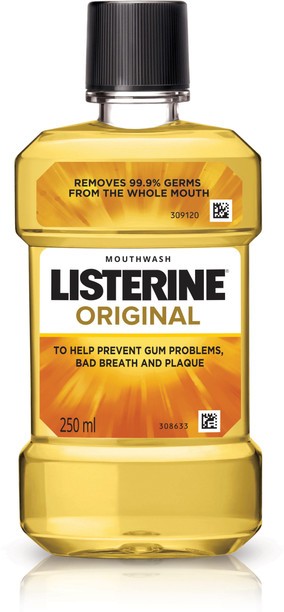 REMOVES 99.9% GERMS
FROM THE WHOLE MOUTH
309120
MOUTHWASH
LISTERINE®
ORIGINAL
TO HELP PREVENT GUM PROBLEMS,
BAD BREATH AND PLAQUE
250 ml
308633